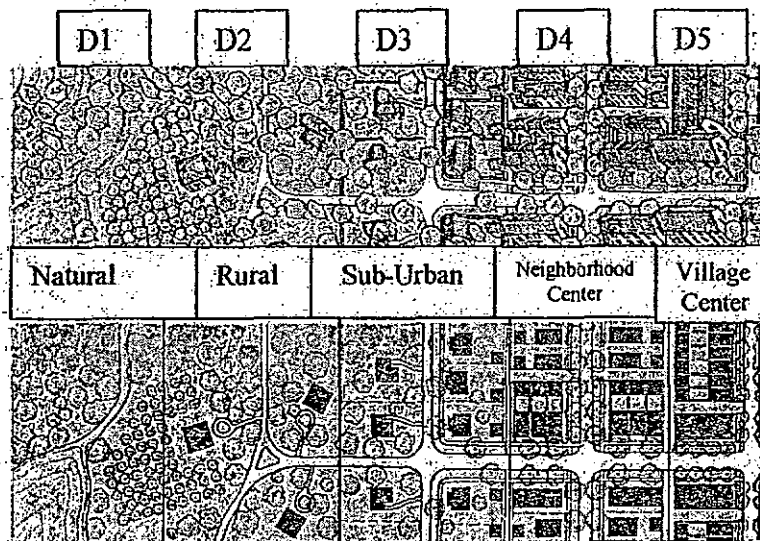 D1
D2
D3
D4
D5
Natural
Rural
Sub-Urban
Neighborhood
Center
Village
Center